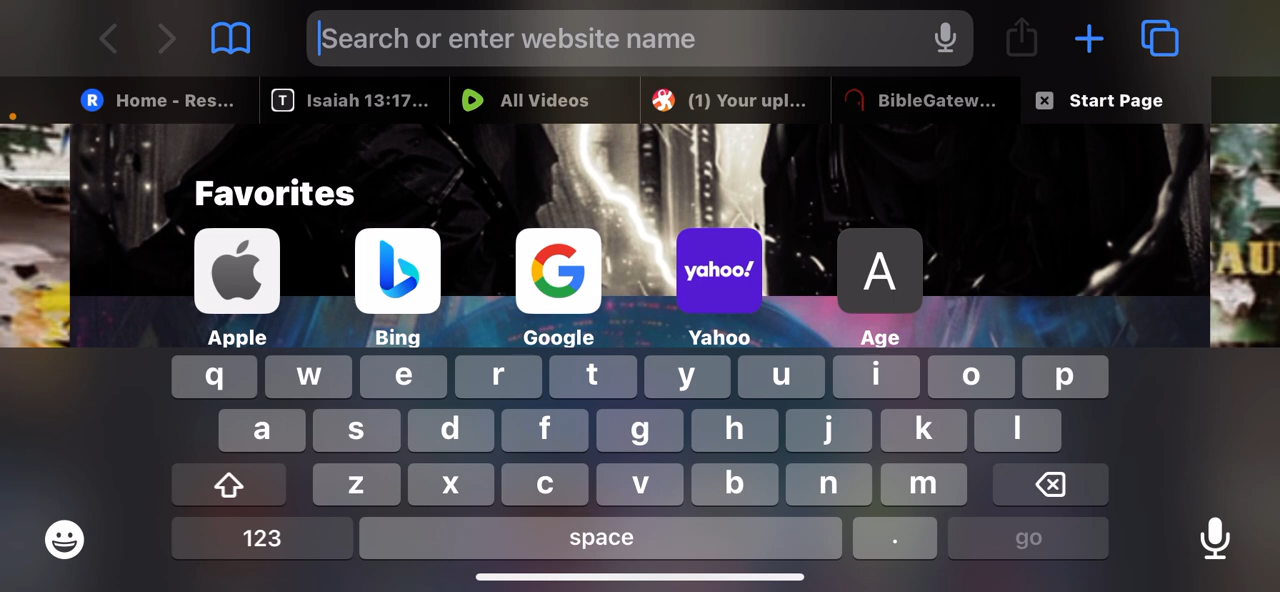 Search or enter website name
R Home - Res...
T Isaiah 13:17...
All Videos
(1) Your upl...
BibleGatew...
Start Page
Favorites
yahoo!
A
Apple
Bing
Google
Yahoo
Age
AU
q w e r t y u i o p
a s d f g h j k l
z x c v b n m
123 space . go